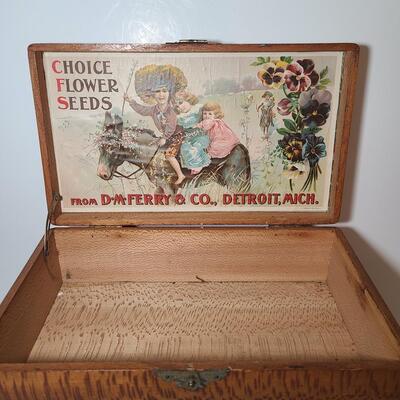 CHOICE
FLOWER
SEEDS
FROM D.M.FERRY & CO., DETROIT, MICH.